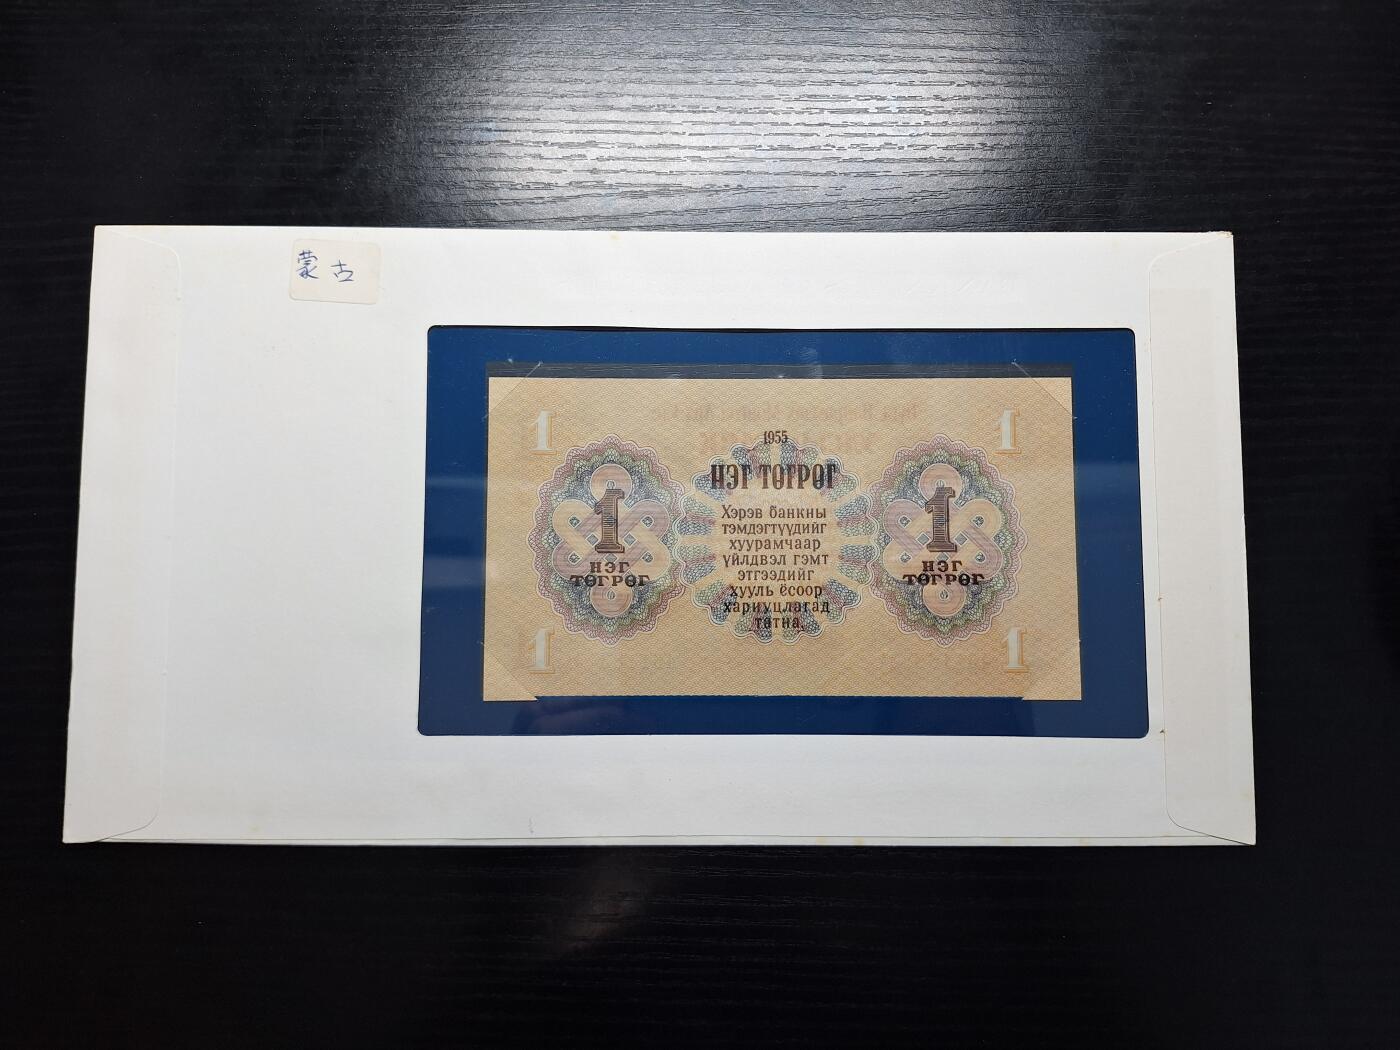 蒙古
1 1
1955
НЭГ ТӨГРӨГ
Хэрэв банкны
тэмдэгтүүдийг
хуурамчаар
үйлдвэл гэмт
этгээдийг
хууль ёсоор
хариуцлагад
татна.
1
НЭГ
ТӨГРӨГ
1
НЭГ
ТӨГРӨГ
1 1